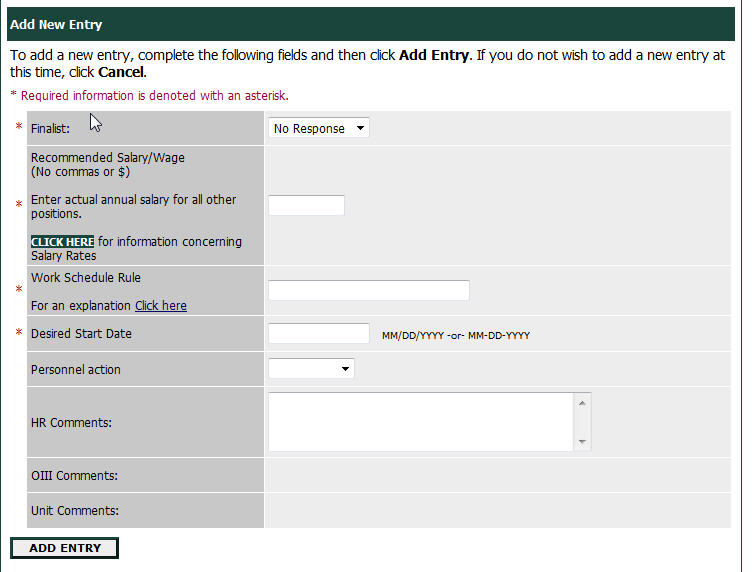 Add New Entry
To add a new entry, complete the following fields and then click Add Entry. If you do not wish to add a new entry at
this time, click Cancel.
* Required information is denoted with an asterisk.
* Finalist: No Response
Recommended Salary/Wage
(No commas or $)
* Enter actual annual salary for all other
positions.
CLICK HERE for information concerning
Salary Rates
Work Schedule Rule
*
For an explanation Click here
* Desired Start Date MM/DD/YYYY -or- MM-DD-YYYY
Personnel action
HR Comments:
OIII Comments:
Unit Comments:
ADD ENTRY